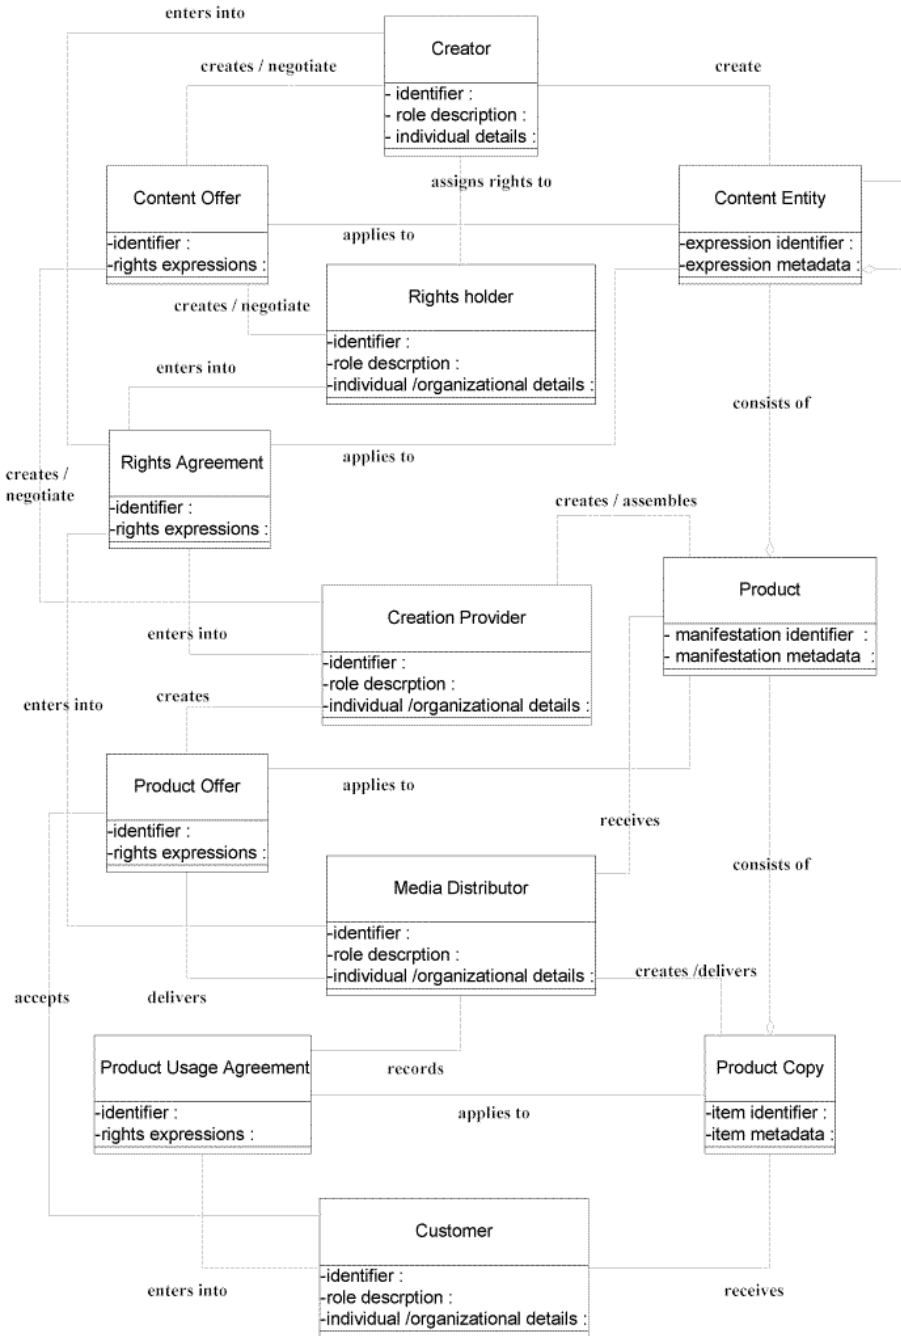 enters into
Creator
creates / negotiate
create
- identifier :
- role description :
- individual details :
assigns rights to
Content Offer
Content Entity
applies to
-identifier :
-rights expressions :
-expression identifier :
-expression metadata :
Rights holder
creates / negotiate
-identifier :
-role descrption :
-individual /organizational details :
enters into
consists of
Rights Agreement
applies to
creates /
negotiate
-identifier :
-rights expressions :
creates / assembles
Product
Creation Provider
enters into
- manifestation identifier :
- manifestation metadata :
-identifier :
-role descrption :
-individual /organizational details :
creates
enters into
Product Offer
applies to
-identifier :
-rights expressions :
receives
consists of
Media Distributor
-identifier :
-role descrption :
-individual /organizational details :
creates /delivers
accepts
delivers
Product Usage Agreement
records
Product Copy
-identifier :
-rights expressions :
applies to
-item identifier :
-item metadata :
Customer
enters into
receives
-identifier :
-role descrption :
-individual /organizational details :